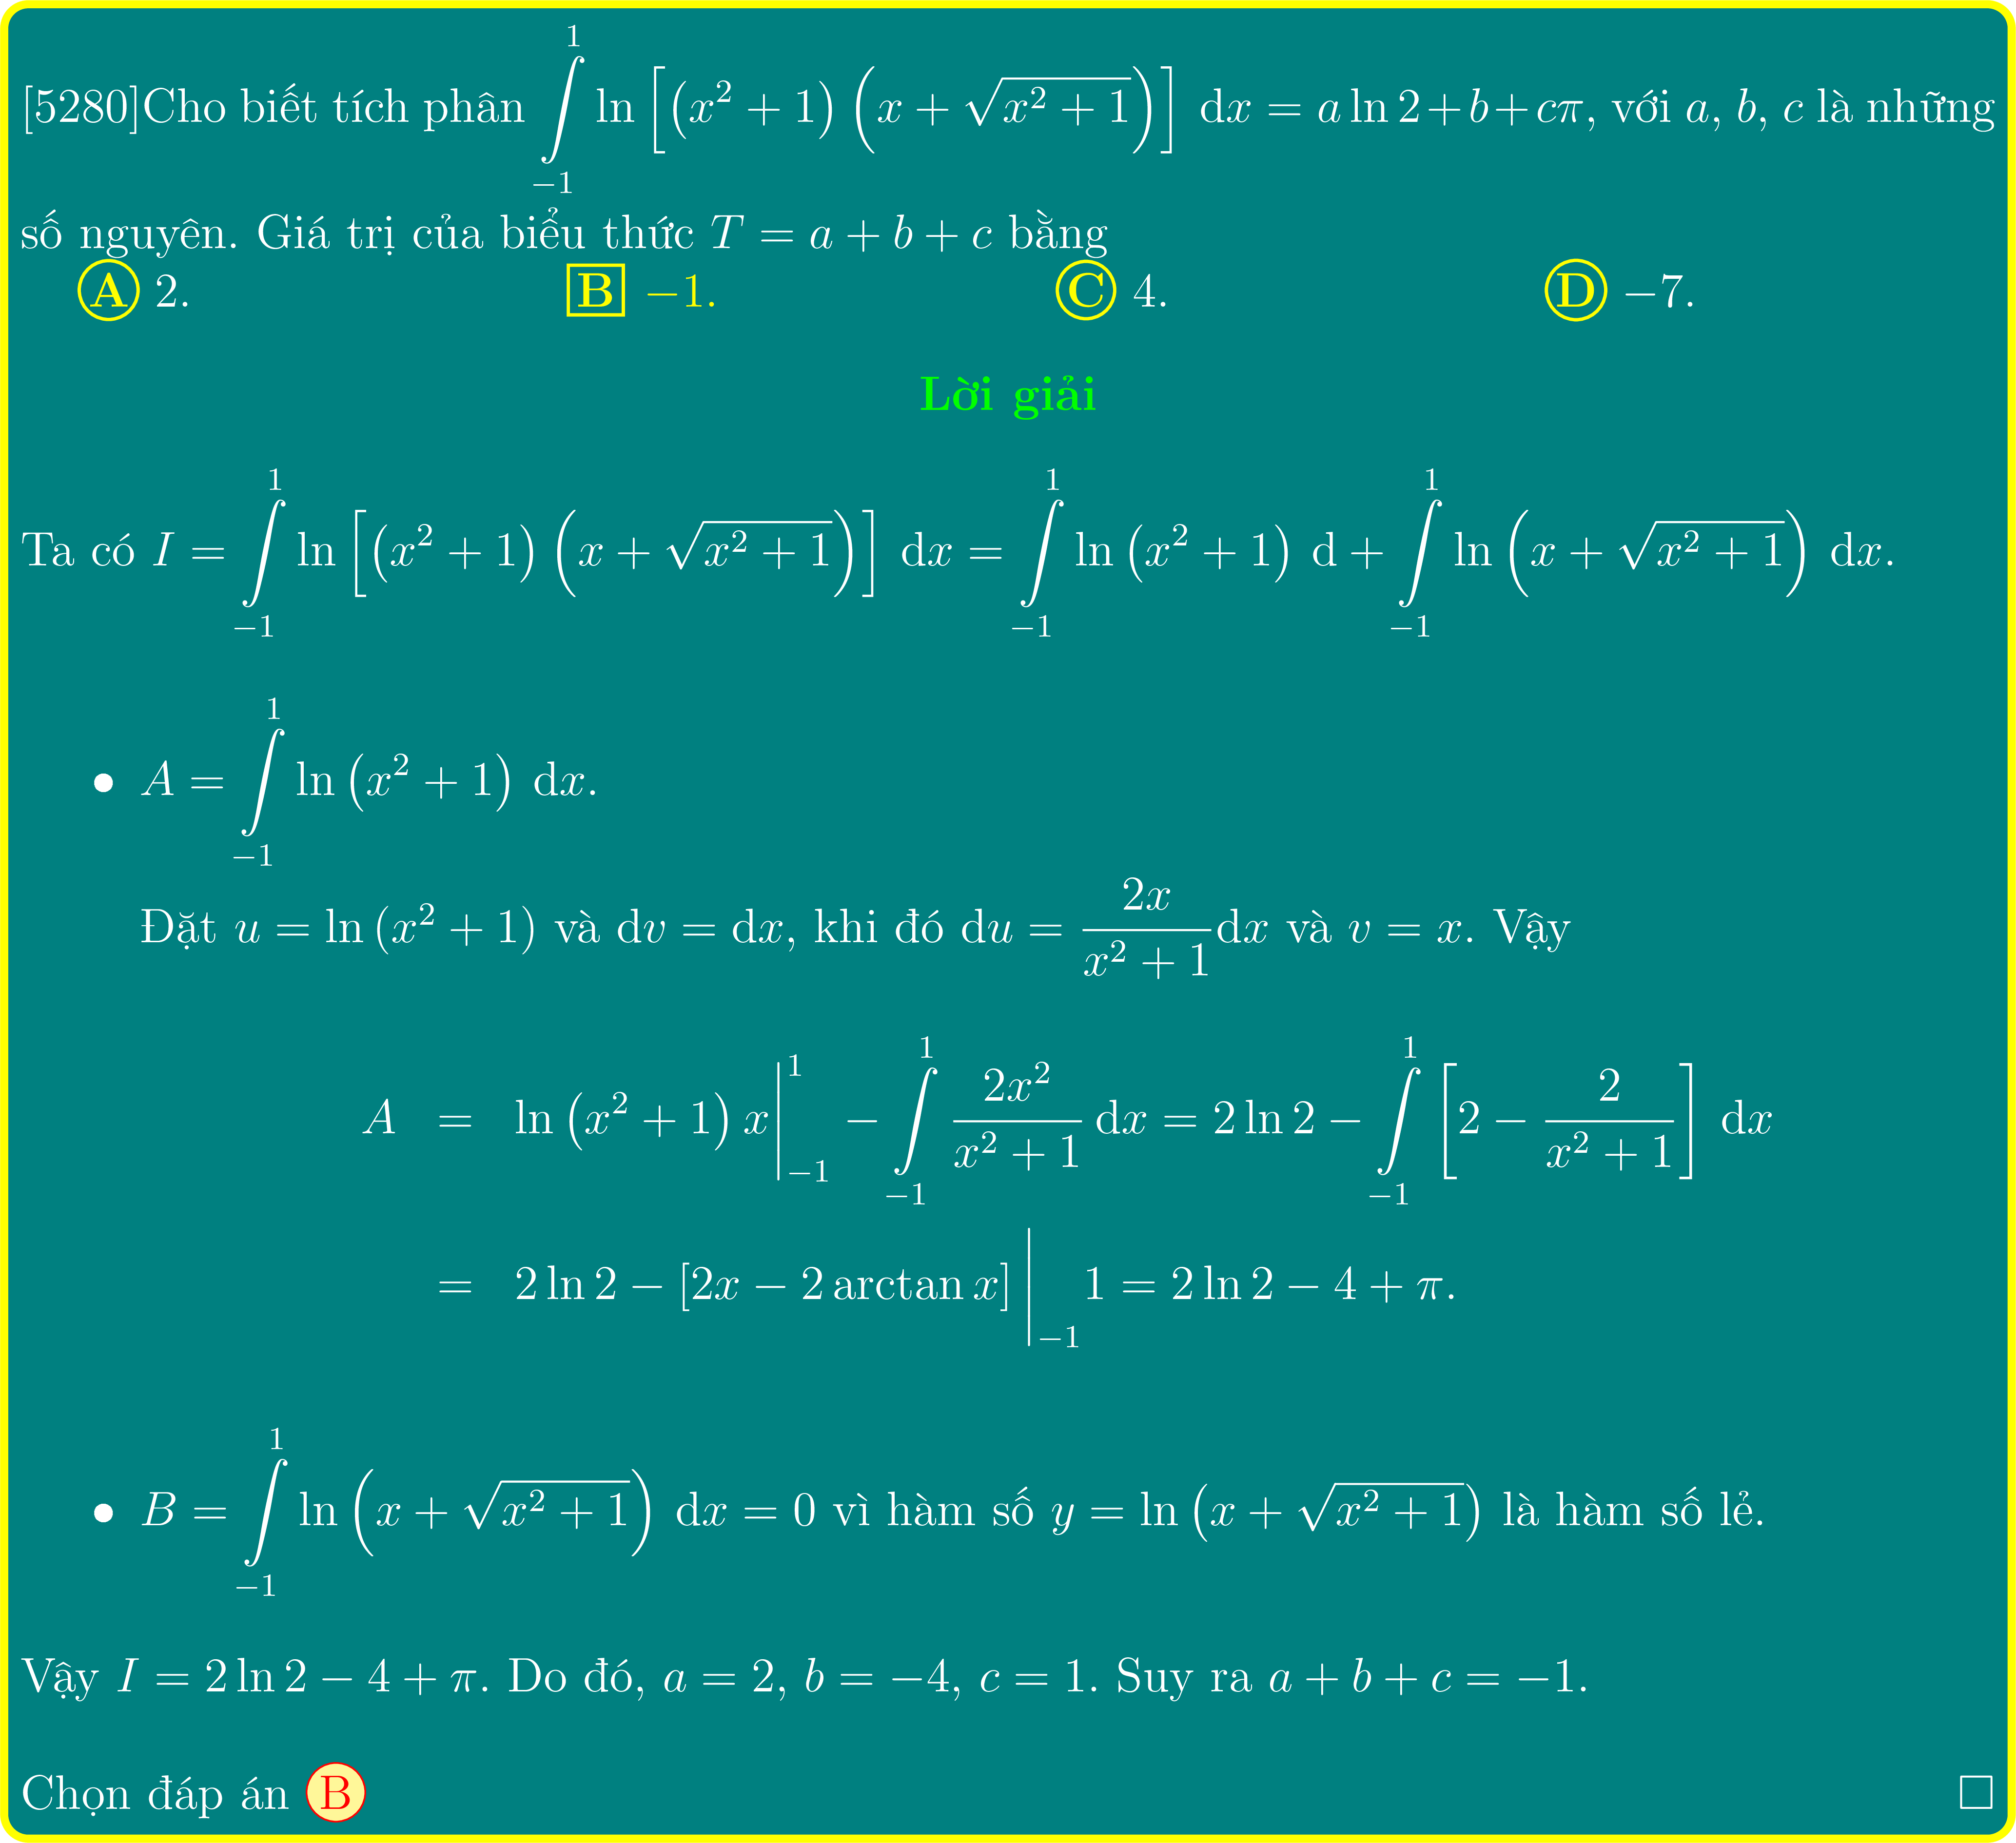 [5280]Cho biết tích phân $\int\limits_{-1}^{1} \ln\left[\left(x^2+1\right)\left(x+\sqrt{x^2+1}\right)\right] \mathrm{d}x = a\ln 2+b+c\pi$, với $a$, $b$, $c$ là những
số nguyên. Giá trị của biểu thức $T = a + b + c$ bằng
A 2. B −1. C 4. D −7.
Lời giải
Ta có $I = \int\limits_{-1}^{1} \ln\left[\left(x^2+1\right)\left(x+\sqrt{x^2+1}\right)\right] \mathrm{d}x = \int\limits_{-1}^{1} \ln\left(x^2+1\right) \mathrm{d} + \int\limits_{-1}^{1} \ln\left(x+\sqrt{x^2+1}\right) \mathrm{d}x.$
• $A = \int\limits_{-1}^{1} \ln\left(x^2+1\right) \mathrm{d}x.$
Đặt $u = \ln\left(x^2+1\right)$ và $\mathrm{d}v = \mathrm{d}x$, khi đó $\mathrm{d}u = \dfrac{2x}{x^2+1}\mathrm{d}x$ và $v = x$. Vậy
$A = \ln\left(x^2+1\right)x\Big|_{-1}^{1} - \int\limits_{-1}^{1} \dfrac{2x^2}{x^2+1}\,\mathrm{d}x = 2\ln 2 - \int\limits_{-1}^{1} \left[2 - \dfrac{2}{x^2+1}\right] \mathrm{d}x$
$= 2\ln 2 - [2x - 2\arctan x]\Big|_{-1} 1 = 2\ln 2 - 4 + \pi.$
• $B = \int\limits_{-1}^{1} \ln\left(x+\sqrt{x^2+1}\right) \mathrm{d}x = 0$ vì hàm số $y = \ln\left(x+\sqrt{x^2+1}\right)$ là hàm số lẻ.
Vậy $I = 2\ln 2 - 4 + \pi$. Do đó, $a = 2$, $b = -4$, $c = 1$. Suy ra $a + b + c = -1$.
Chọn đáp án B □